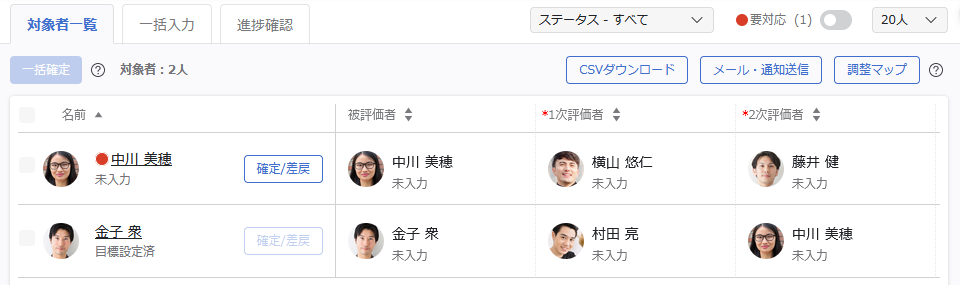 対象者一覧 一括入力 進捗確認 ステータス - すべて 要対応 (1) 20人
一括確定 ? 対象者：2人 CSVダウンロード メール・通知送信 調整マップ ?
名前 被評価者 *1次評価者 *2次評価者
中川 美穂 確定/差戻 中川 美穂 横山 悠仁 藤井 健
未入力 未入力 未入力 未入力
金子 衆 確定/差戻 金子 衆 村田 亮 中川 美穂
目標設定済 未入力 未入力 未入力